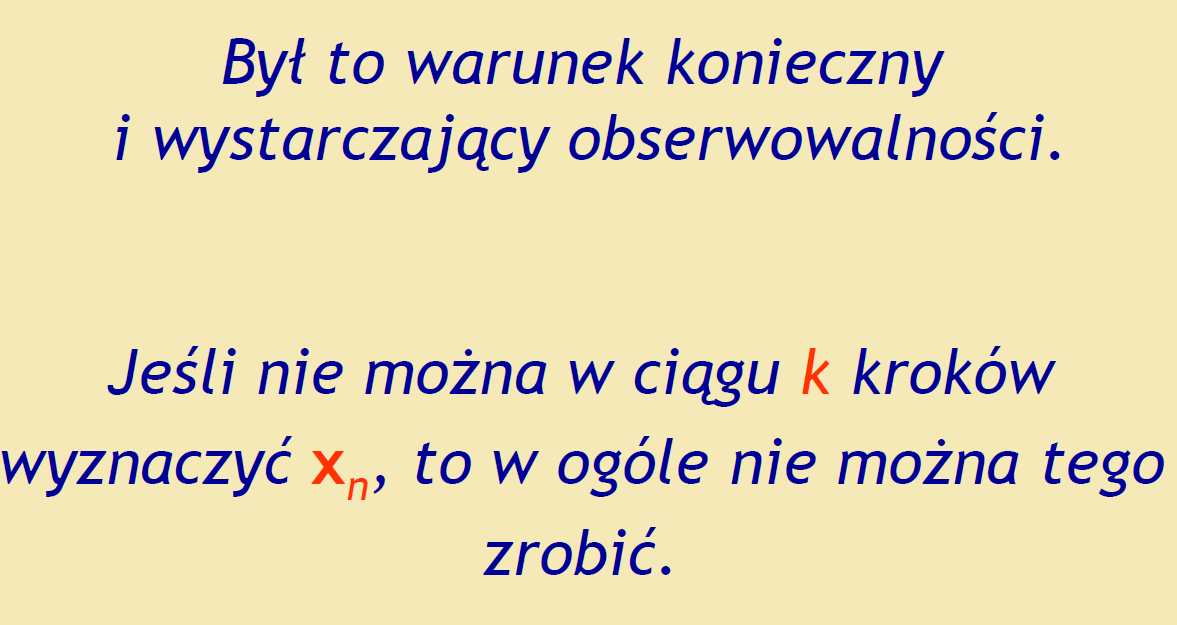 Był to warunek konieczny
i wystarczający obserwowalności.
Jeśli nie można w ciągu k kroków
wyznaczyć xn, to w ogóle nie można tego
zrobić.